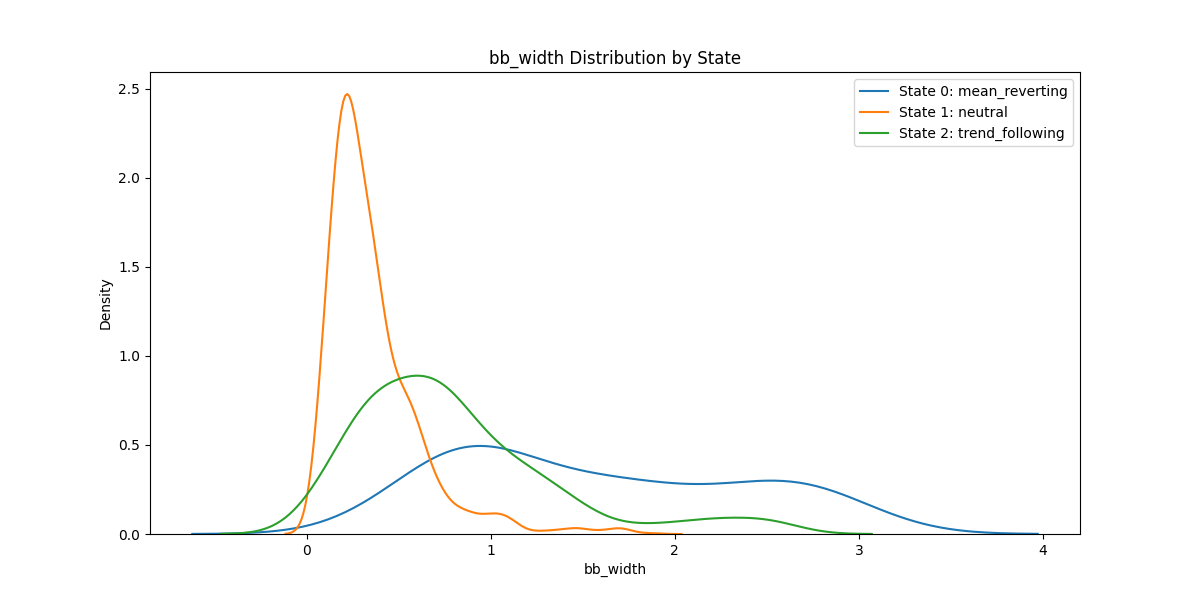 bb_width Distribution by State
State 0: mean_reverting
State 1: neutral
State 2: trend_following
Density
2.5
2.0
1.5
1.0
0.5
0.0
0
1
2
3
4
bb_width